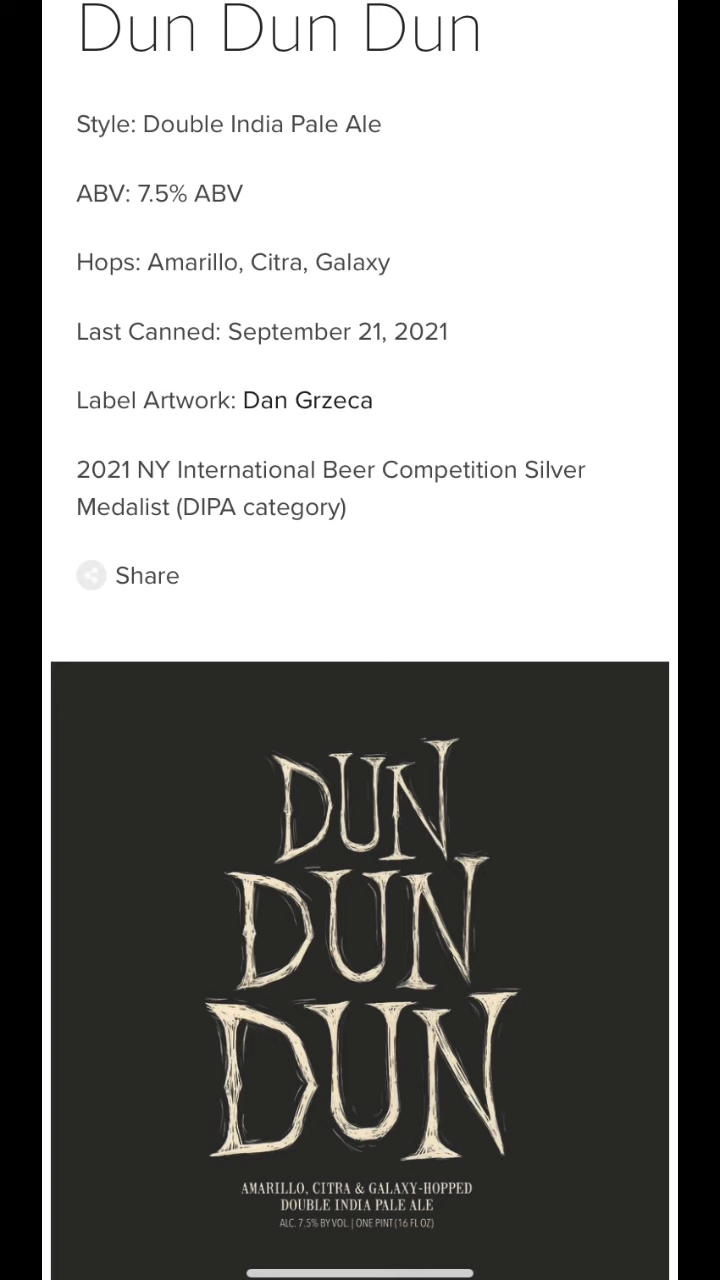 Dun Dun Dun
Style: Double India Pale Ale
ABV: 7.5% ABV
Hops: Amarillo, Citra, Galaxy
Last Canned: September 21, 2021
Label Artwork: Dan Grzeca
2021 NY International Beer Competition Silver
Medalist (DIPA category)
Share
DUN
DUN
DUN
AMARILLO, CITRA & GALAXY-HOPPED
DOUBLE INDIA PALE ALE
ALC. 7.5% BY VOL. | ONE PINT (16 FL OZ)